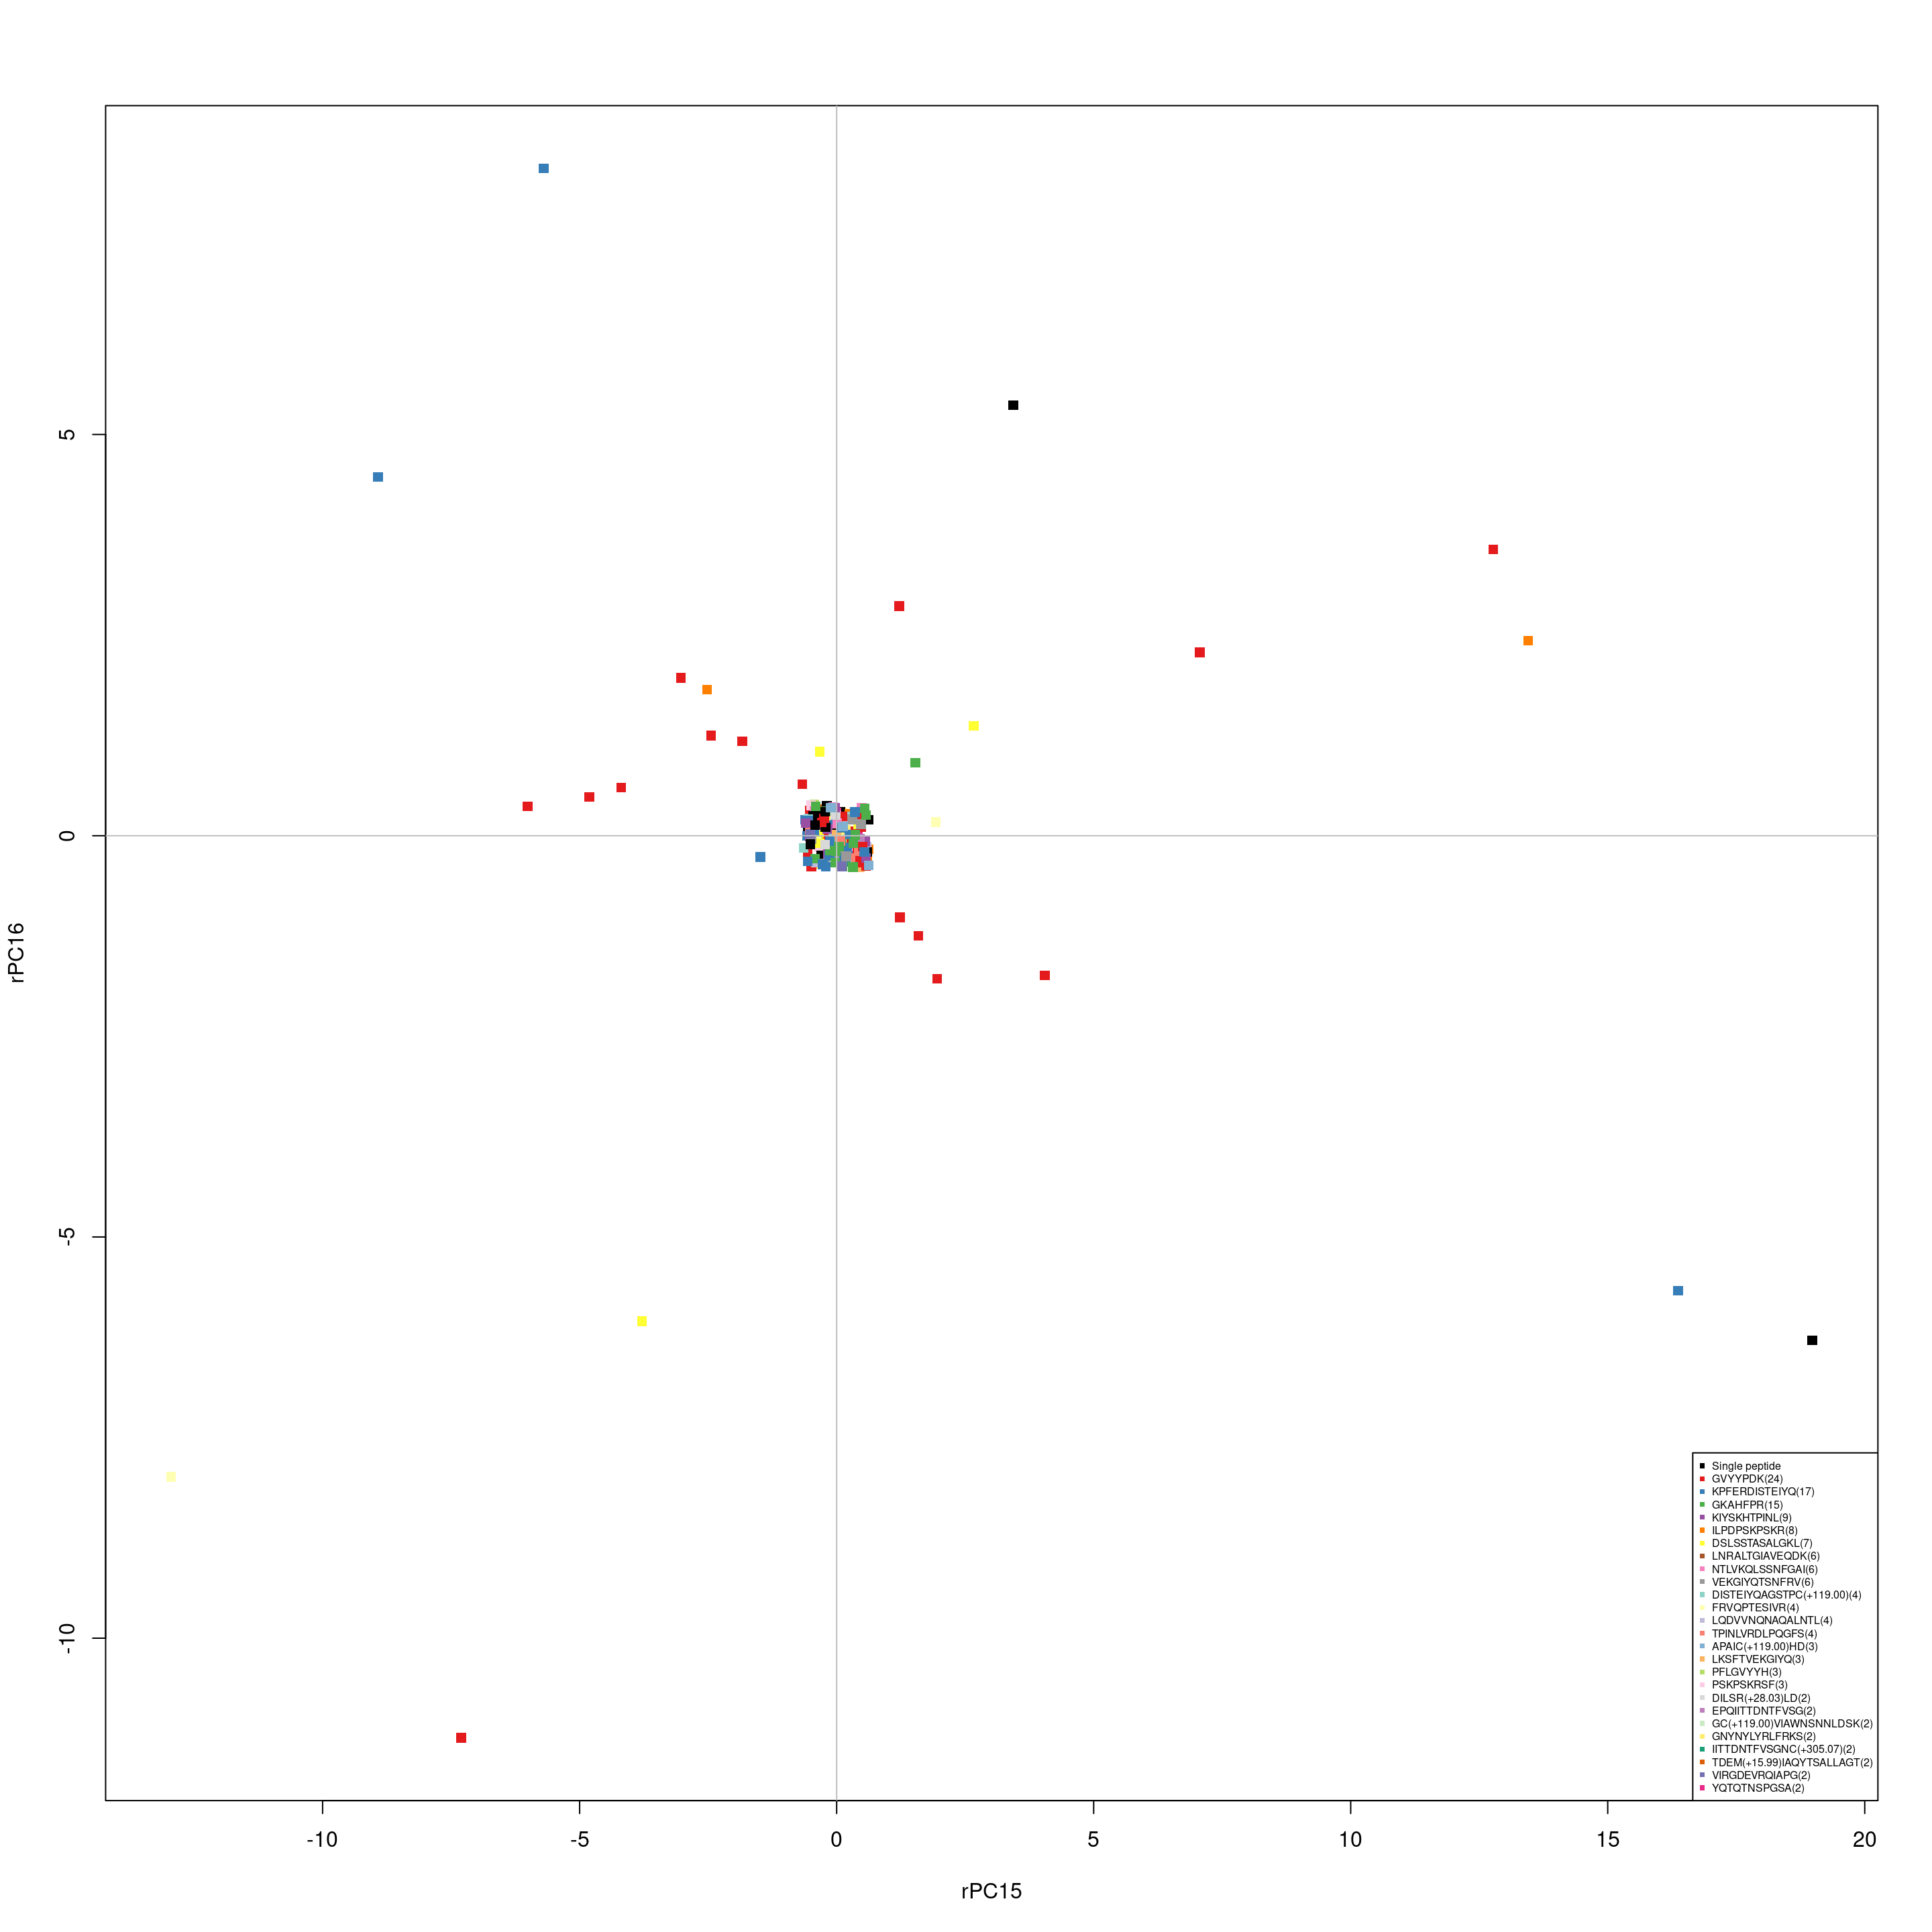 5
0
-5
-10
rPC16
-10
-5
0
5
10
15
20
rPC15
Single peptide
GVYYPDK(24)
KPFERDISTEIYQ(17)
GKAHFPR(15)
KIYSKHTPINL(9)
ILPDPSKPSKR(8)
DSLSSTASALGKL(7)
LNRALTGIAVEQDK(6)
NTLVKQLSSNFGAI(6)
VEKGIYQTSNFRV(6)
DISTEIYQAGSTPC(+119.00)(4)
FRVQPTESIVR(4)
LQDVVNQNAQALNTL(4)
TPINLVRDLPQGFS(4)
APAIC(+119.00)HD(3)
LKSFTVEKGIYQ(3)
PFLGVYYH(3)
PSKPSKRSF(3)
DILSR(+28.03)LD(2)
EPQIITTDNTFVSG(2)
GC(+119.00)VIAWNSNNLDSK(2)
GNYNYLYRLFRKS(2)
IITTDNTFVSGNC(+305.07)(2)
TDEM(+15.99)IAQYTSALLAGT(2)
VIRGDEVRQIAPG(2)
YQTQTNSPGSA(2)